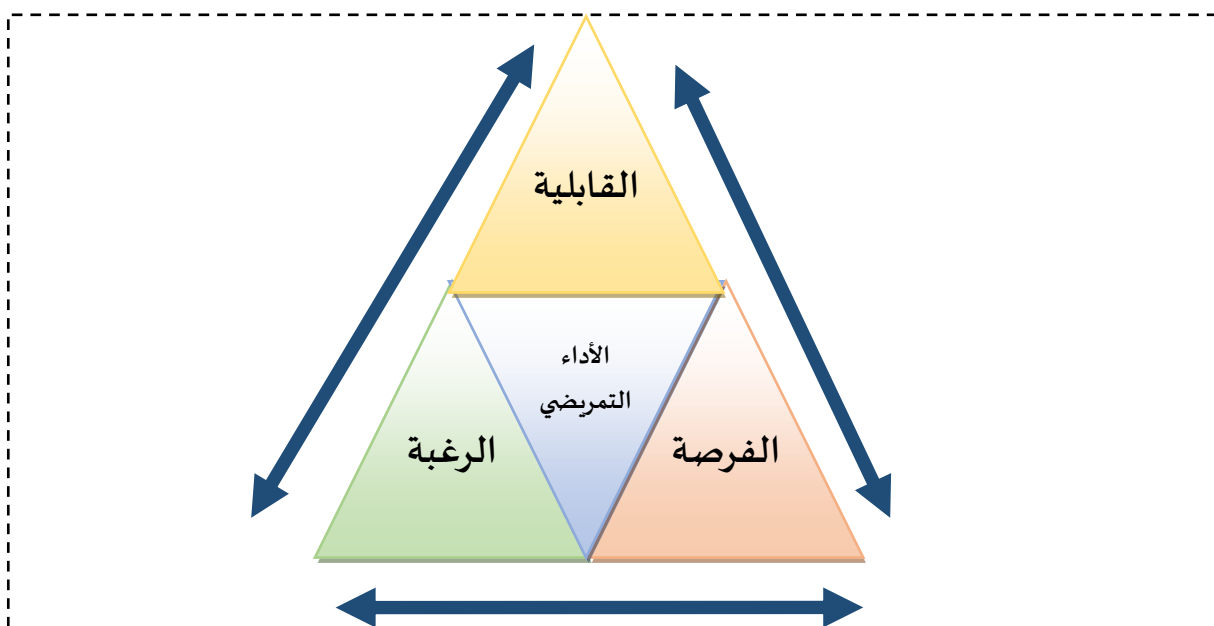 القابلية
الأداء
التمريضي
الفرصة
الرغبة